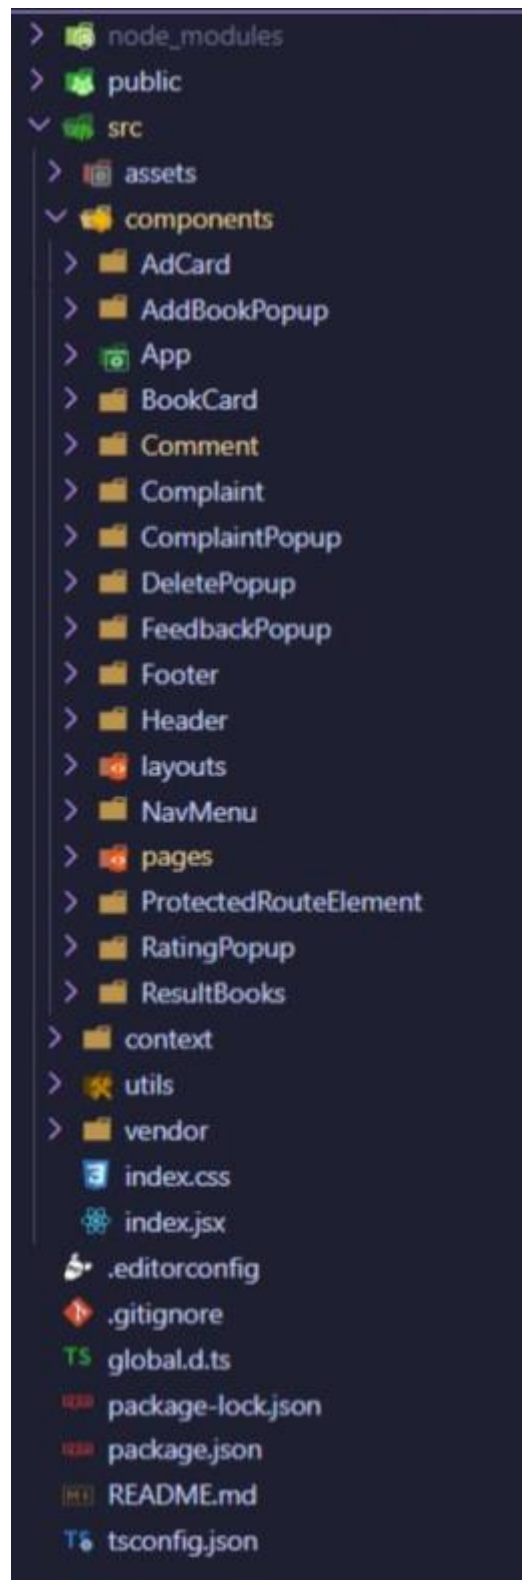 node_modules
public
src
assets
components
AdCard
AddBookPopup
App
BookCard
Comment
Complaint
ComplaintPopup
DeletePopup
FeedbackPopup
Footer
Header
layouts
NavMenu
pages
ProtectedRouteElement
RatingPopup
ResultBooks
context
utils
vendor
index.css
index.jsx
.editorconfig
.gitignore
TS global.d.ts
package-lock.json
package.json
README.md
TS tsconfig.json